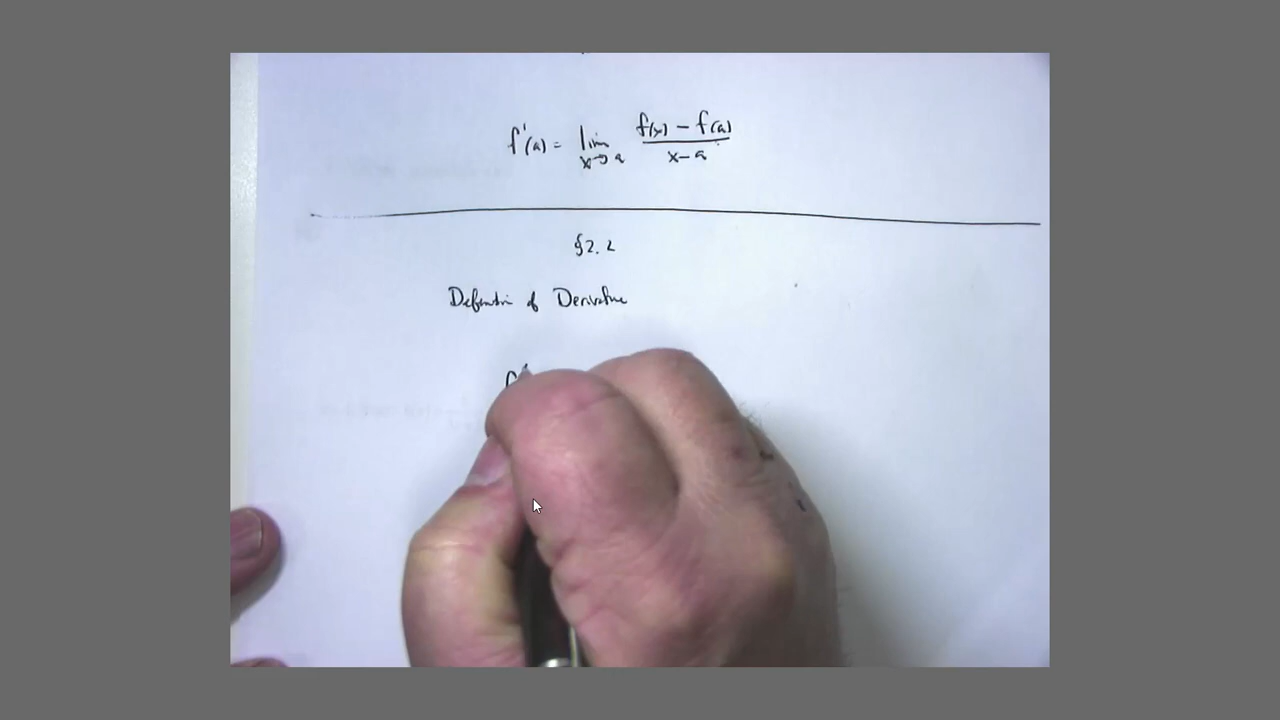 f'(a) = lim x→a f(x) − f(a) / x − a
§2.2
Definition of Derivative
f'